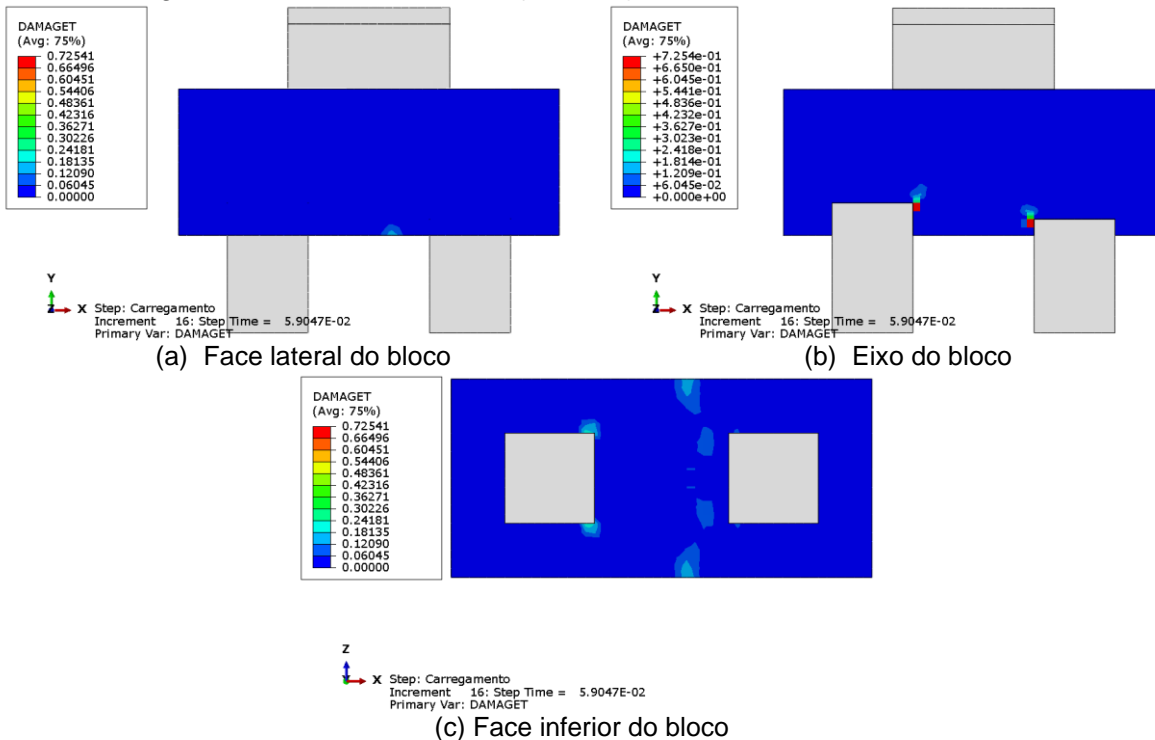 DAMAGET
(Avg: 75%)
0.72541
0.66496
0.60451
0.54406
0.48361
0.42316
0.36271
0.30226
0.24181
0.18135
0.12090
0.06045
0.00000
Y
Z X
Step: Carregamento
Increment 16: Step Time = 5.9047E-02
Primary Var: DAMAGET
(a) Face lateral do bloco
DAMAGET
(Avg: 75%)
+7.254e-01
+6.650e-01
+6.045e-01
+5.441e-01
+4.836e-01
+4.232e-01
+3.627e-01
+3.023e-01
+2.418e-01
+1.814e-01
+1.209e-01
+6.045e-02
+0.000e+00
Y
Z X
Step: Carregamento
Increment 16: Step Time = 5.9047E-02
Primary Var: DAMAGET
(b) Eixo do bloco
DAMAGET
(Avg: 75%)
0.72541
0.66496
0.60451
0.54406
0.48361
0.42316
0.36271
0.30226
0.24181
0.18135
0.12090
0.06045
0.00000
Z
Y X
Step: Carregamento
Increment 16: Step Time = 5.9047E-02
Primary Var: DAMAGET
(c) Face inferior do bloco